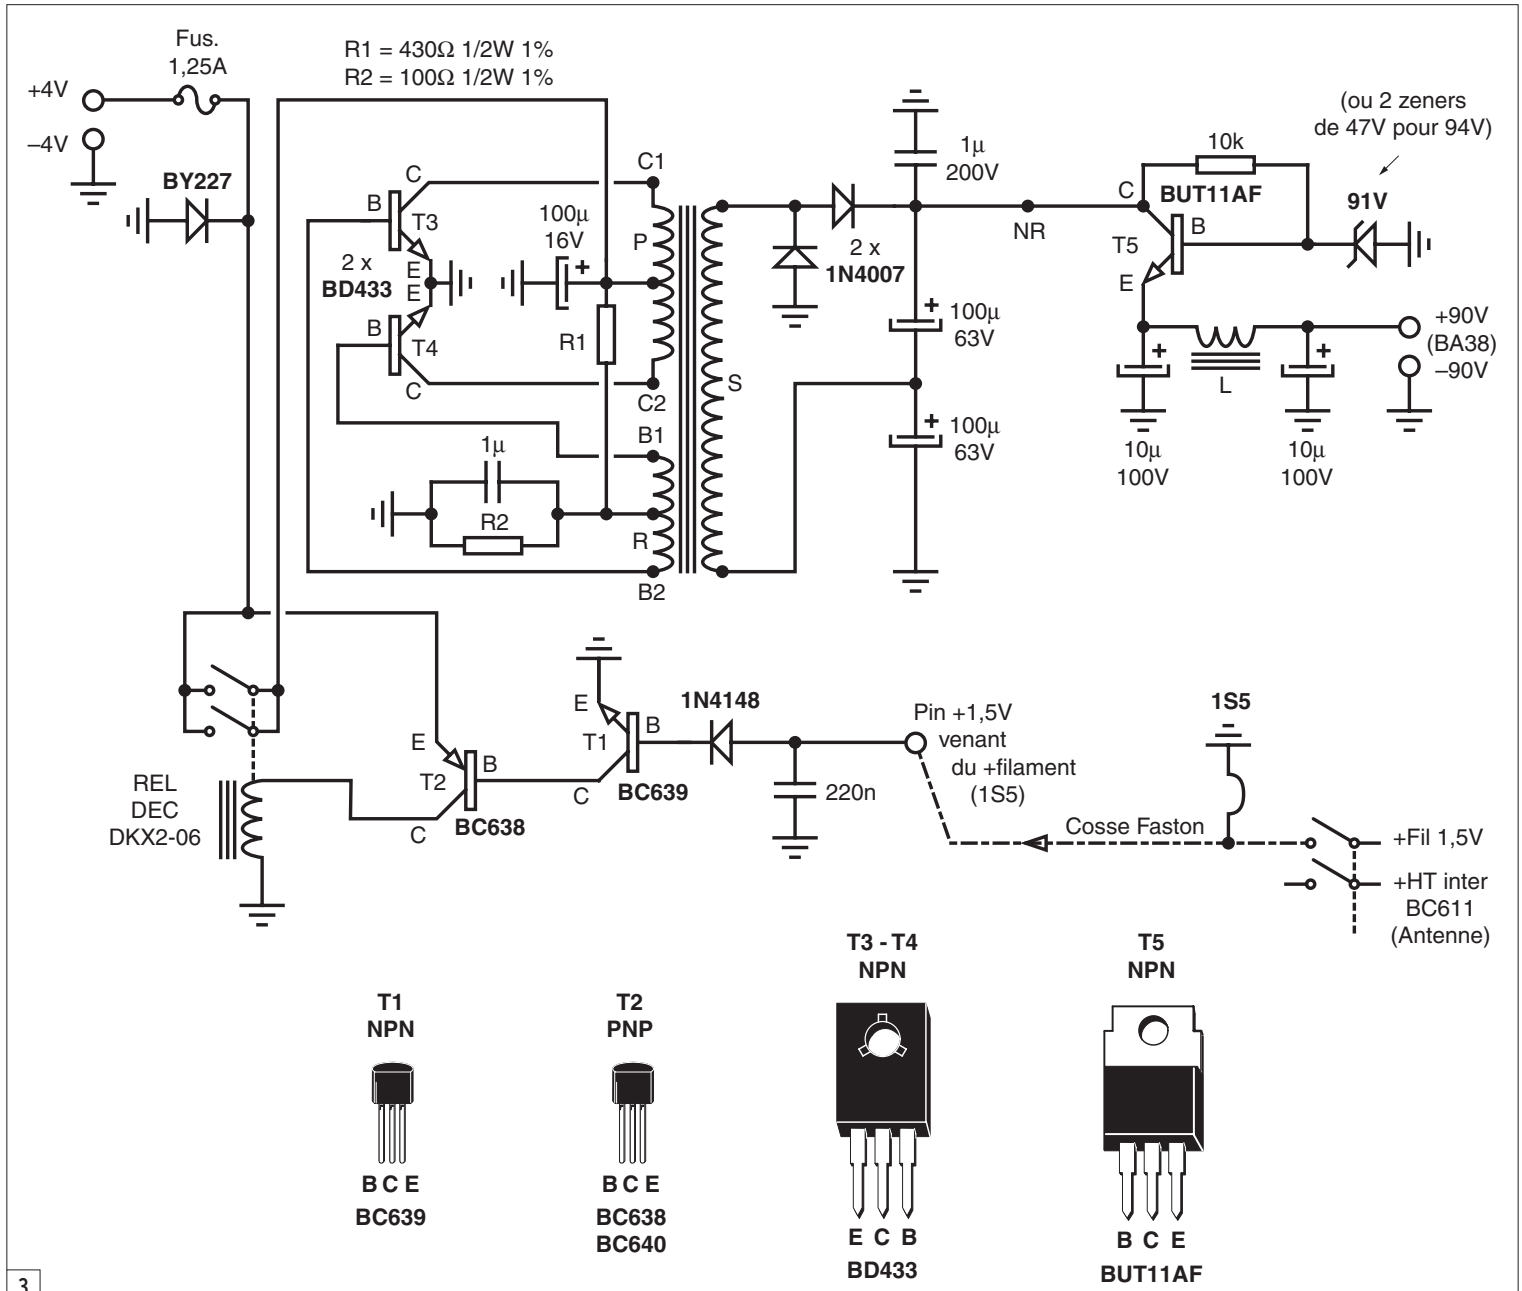 Fus.
1,25A
+4V
–4V
BY227
R1 = 430Ω 1/2W 1%
R2 = 100Ω 1/2W 1%
C
B
T3
E
2 x
BD433
E
B
T4
C
100µ
16V
+
R1
C1
P
C2
B1
R
B2
S
1µ
R2
1µ
200V
2 x
1N4007
+
100µ
63V
+
100µ
63V
NR
10k
C
BUT11AF
B
T5
E
(ou 2 zeners
de 47V pour 94V)
91V
+
10µ
100V
L
+
10µ
100V
+90V
(BA38)
–90V
REL
DEC
DKX2-06
E
T2
B
C
BC638
E
T1
B
C
BC639
1N4148
220n
Pin +1,5V
venant
du +filament
(1S5)
Cosse Faston
1S5
+Fil 1,5V
+HT inter
BC611
(Antenne)
T1
NPN
B C E
BC639
T2
PNP
B C E
BC638
BC640
T3 - T4
NPN
E C B
BD433
T5
NPN
B C E
BUT11AF
3